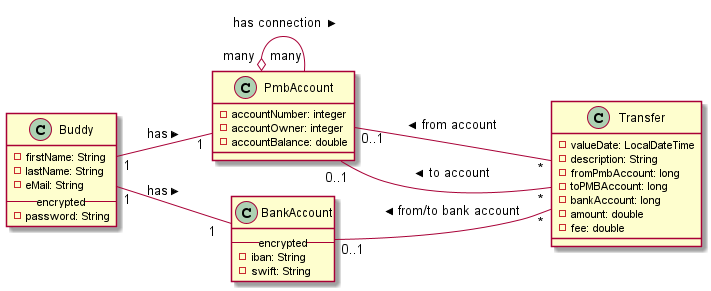 has connection ►
many
many
C PmbAccount
accountNumber: integer
accountOwner: integer
accountBalance: double
C Buddy
firstName: String
lastName: String
eMail: String
encrypted
password: String
has ►
1
1
has ►
1
1
C BankAccount
encrypted
iban: String
swift: String
C Transfer
valueDate: LocalDateTime
description: String
fromPmbAccount: long
toPMBAccount: long
bankAccount: long
amount: double
fee: double
◄ from account
0..1
*
◄ to account
0..1
*
◄ from/to bank account
0..1
*